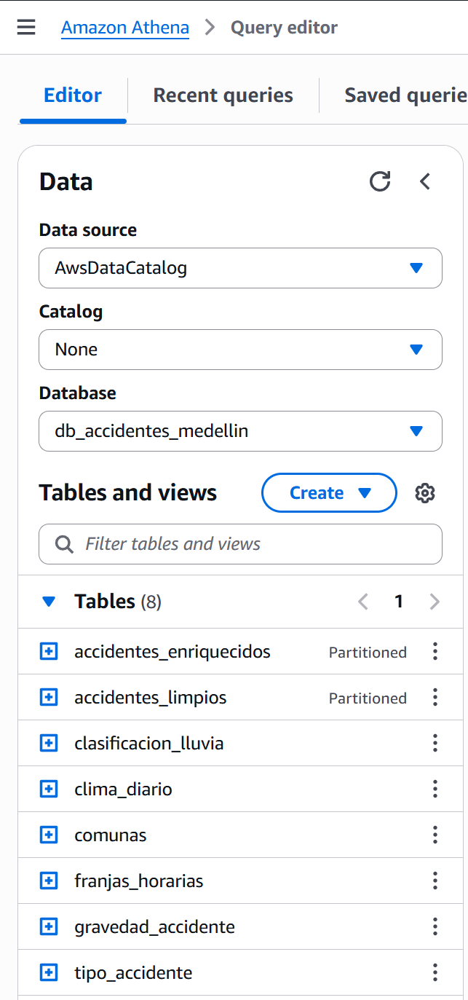 Amazon Athena > Query editor
Editor Recent queries Saved querie
Data
Data source
AwsDataCatalog
Catalog
None
Database
db_accidentes_medellin
Tables and views Create
Filter tables and views
Tables (8) 1
accidentes_enriquecidos Partitioned
accidentes_limpios Partitioned
clasificacion_lluvia
clima_diario
comunas
franjas_horarias
gravedad_accidente
tipo_accidente